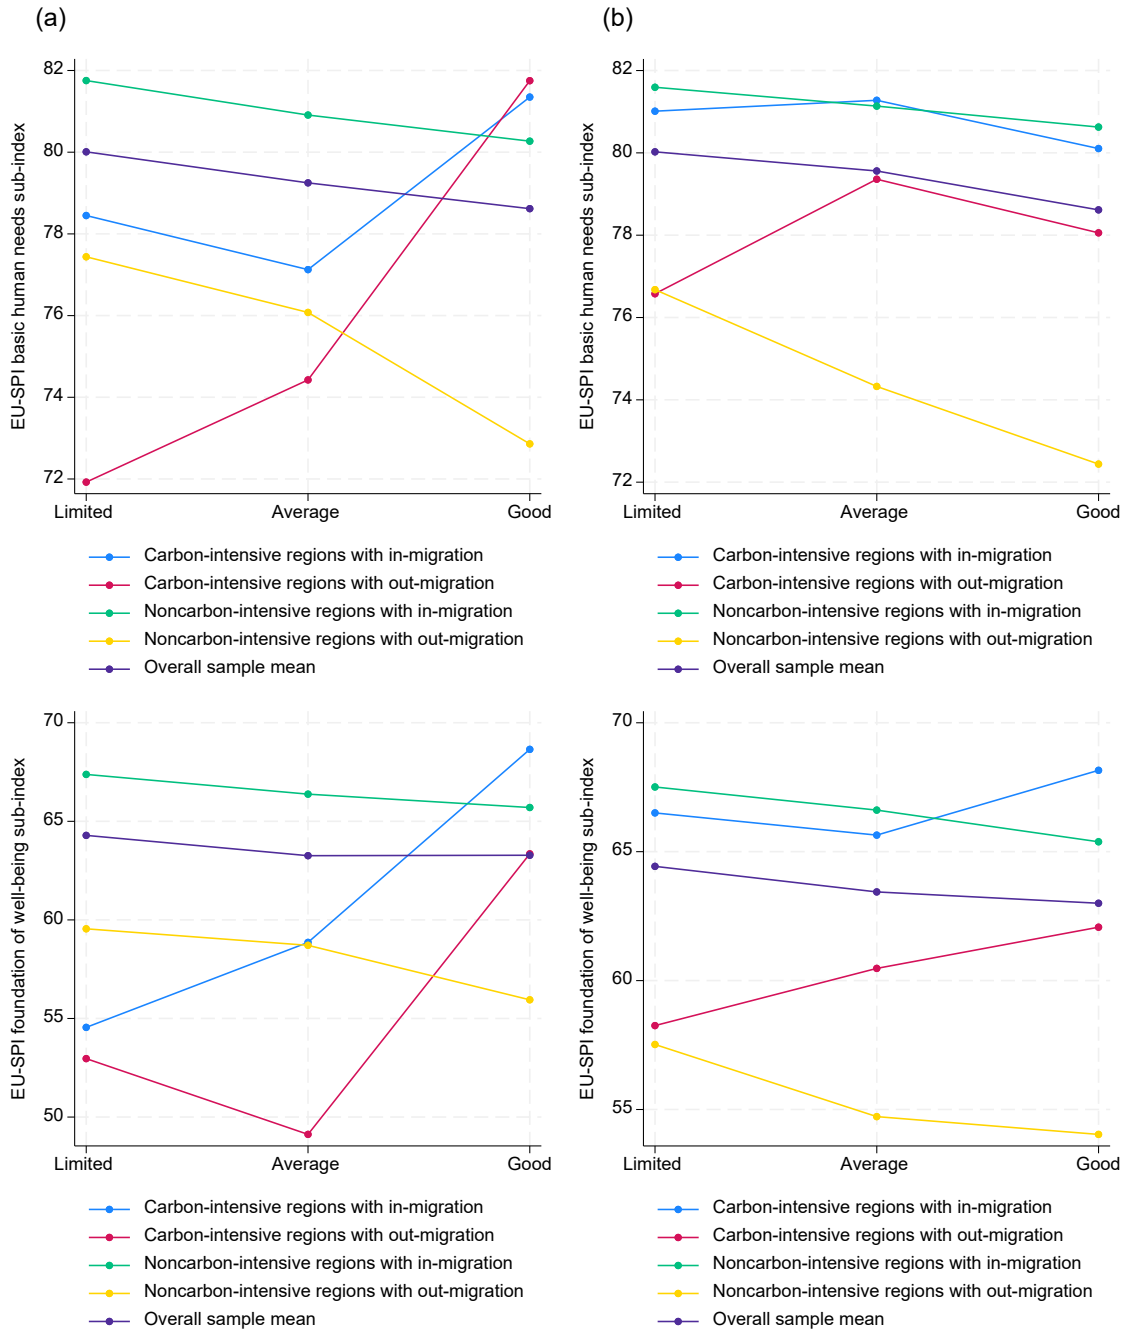 (a)
EU-SPI basic human needs sub-index
82
80
78
76
74
72
Limited Average Good
Carbon-intensive regions with in-migration
Carbon-intensive regions with out-migration
Noncarbon-intensive regions with in-migration
Noncarbon-intensive regions with out-migration
Overall sample mean
(b)
EU-SPI basic human needs sub-index
82
80
78
76
74
72
Limited Average Good
Carbon-intensive regions with in-migration
Carbon-intensive regions with out-migration
Noncarbon-intensive regions with in-migration
Noncarbon-intensive regions with out-migration
Overall sample mean
EU-SPI foundation of well-being sub-index
70
65
60
55
50
Limited Average Good
Carbon-intensive regions with in-migration
Carbon-intensive regions with out-migration
Noncarbon-intensive regions with in-migration
Noncarbon-intensive regions with out-migration
Overall sample mean
EU-SPI foundation of well-being sub-index
70
65
60
55
Limited Average Good
Carbon-intensive regions with in-migration
Carbon-intensive regions with out-migration
Noncarbon-intensive regions with in-migration
Noncarbon-intensive regions with out-migration
Overall sample mean